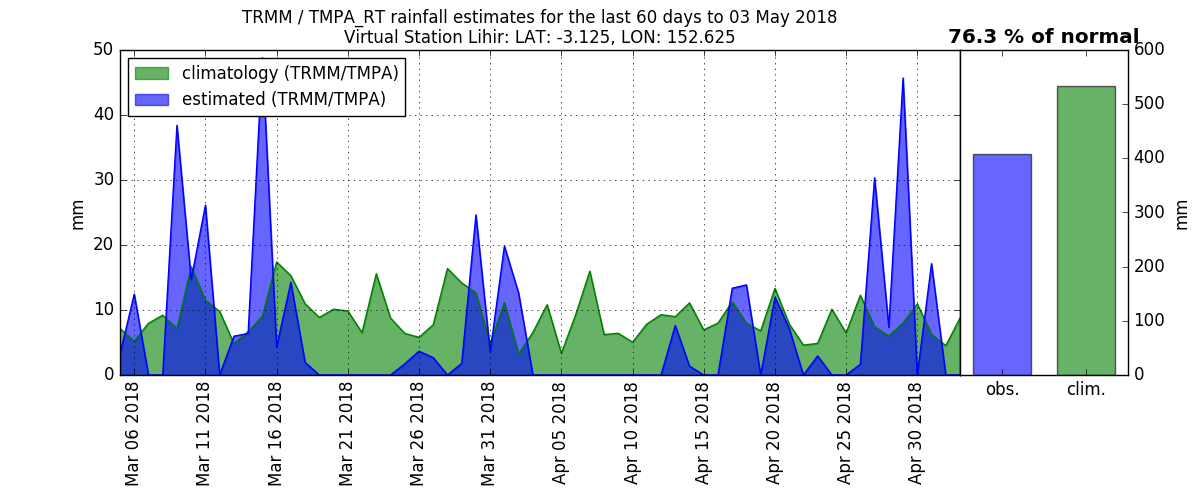 TRMM / TMPA_RT rainfall estimates for the last 60 days to 03 May 2018
Virtual Station Lihir: LAT: -3.125, LON: 152.625
76.3 % of normal
climatology (TRMM/TMPA)
estimated (TRMM/TMPA)
50
40
30
20
10
0
mm
Mar 06 2018
Mar 11 2018
Mar 16 2018
Mar 21 2018
Mar 26 2018
Mar 31 2018
Apr 05 2018
Apr 10 2018
Apr 15 2018
Apr 20 2018
Apr 25 2018
Apr 30 2018
obs.
clim.
600
500
400
300
200
100
0
mm